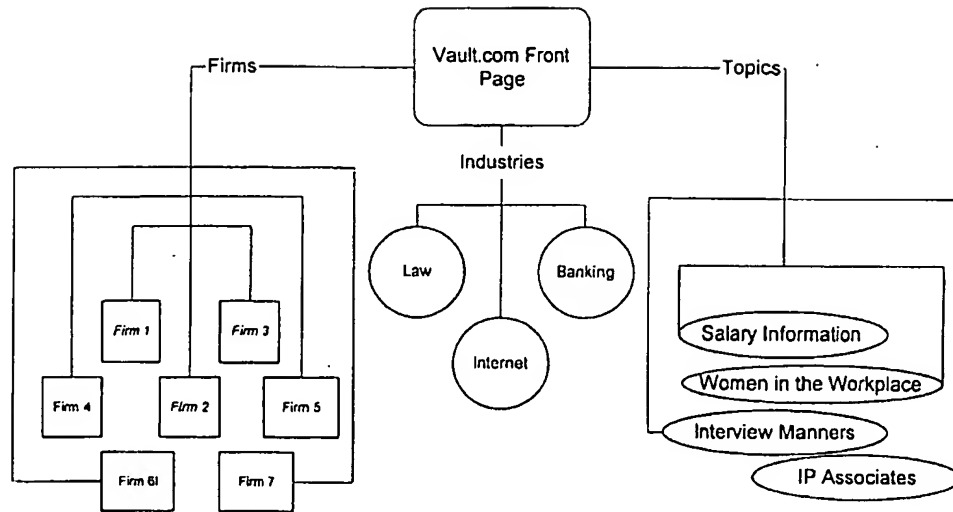 Vault.com Front
Page
Firms
Topics
Industries
Law
Banking
Internet
Firm 1
Firm 3
Firm 4
Firm 2
Firm 5
Firm 6I
Firm 7
Salary Information
Women in the Workplace
Interview Manners
IP Associates